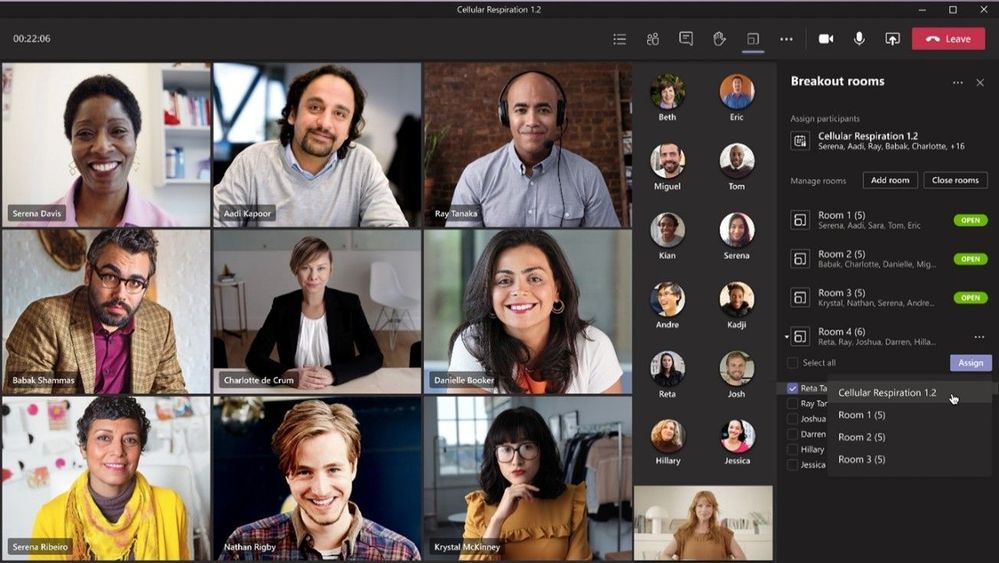 Cellular Respiration 1.2
00:22:06
Leave
Serena Davis
Aadi Kapoor
Ray Tanaka
Babak Shammas
Charlotte de Crum
Danielle Booker
Serena Ribeiro
Nathan Rigby
Krystal McKinney
Beth
Eric
Miguel
Tom
Kian
Serena
Andre
Kadji
Reta
Josh
Hillary
Jessica
Breakout rooms
Assign participants
Cellular Respiration 1.2
Serena, Aadi, Ray, Babak, Charlotte, +16
Manage rooms
Add room
Close rooms
Room 1 (5)
Serena, Aadi, Sara, Tom, Eric
OPEN
Room 2 (5)
Babak, Charlotte, Danielle, Mig...
OPEN
Room 3 (5)
Krystal, Nathan, Serena, Andre...
OPEN
Room 4 (6)
Reta, Ray, Joshua, Darren, Hilla...
Select all
Assign
Reta Ta
Ray Tan
Joshua
Darren
Hillary
Jessica
Cellular Respiration 1.2
Room 1 (5)
Room 2 (5)
Room 3 (5)